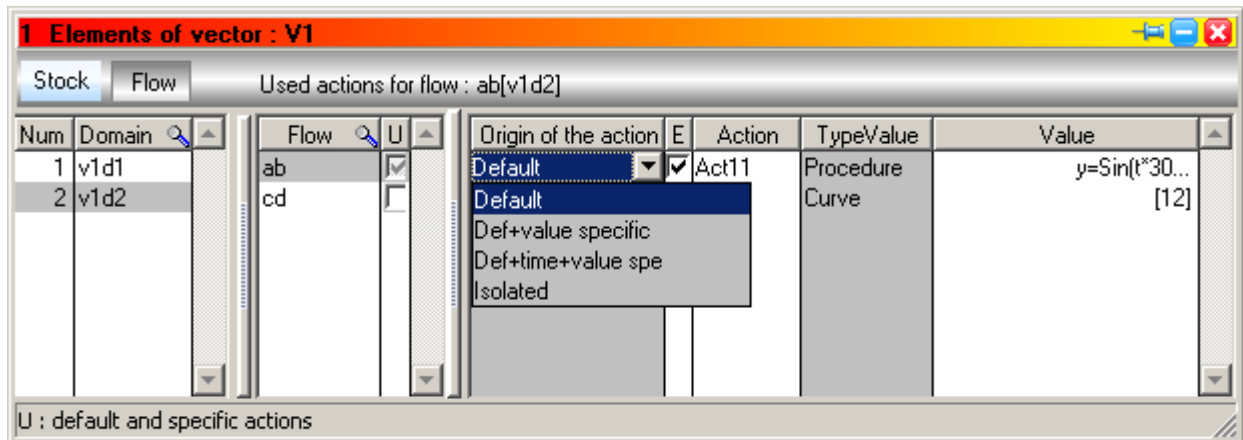 1 Elements of vector : V1
Stock Flow Used actions for flow : ab[v1d2]
Num Domain Flow U Origin of the action E Action TypeValue Value
1 v1d1 ab Default Act11 Procedure y=Sin(t*30...
2 v1d2 cd Default Curve [12]
Def+value specific
Def+time+value spe
Isolated
U : default and specific actions